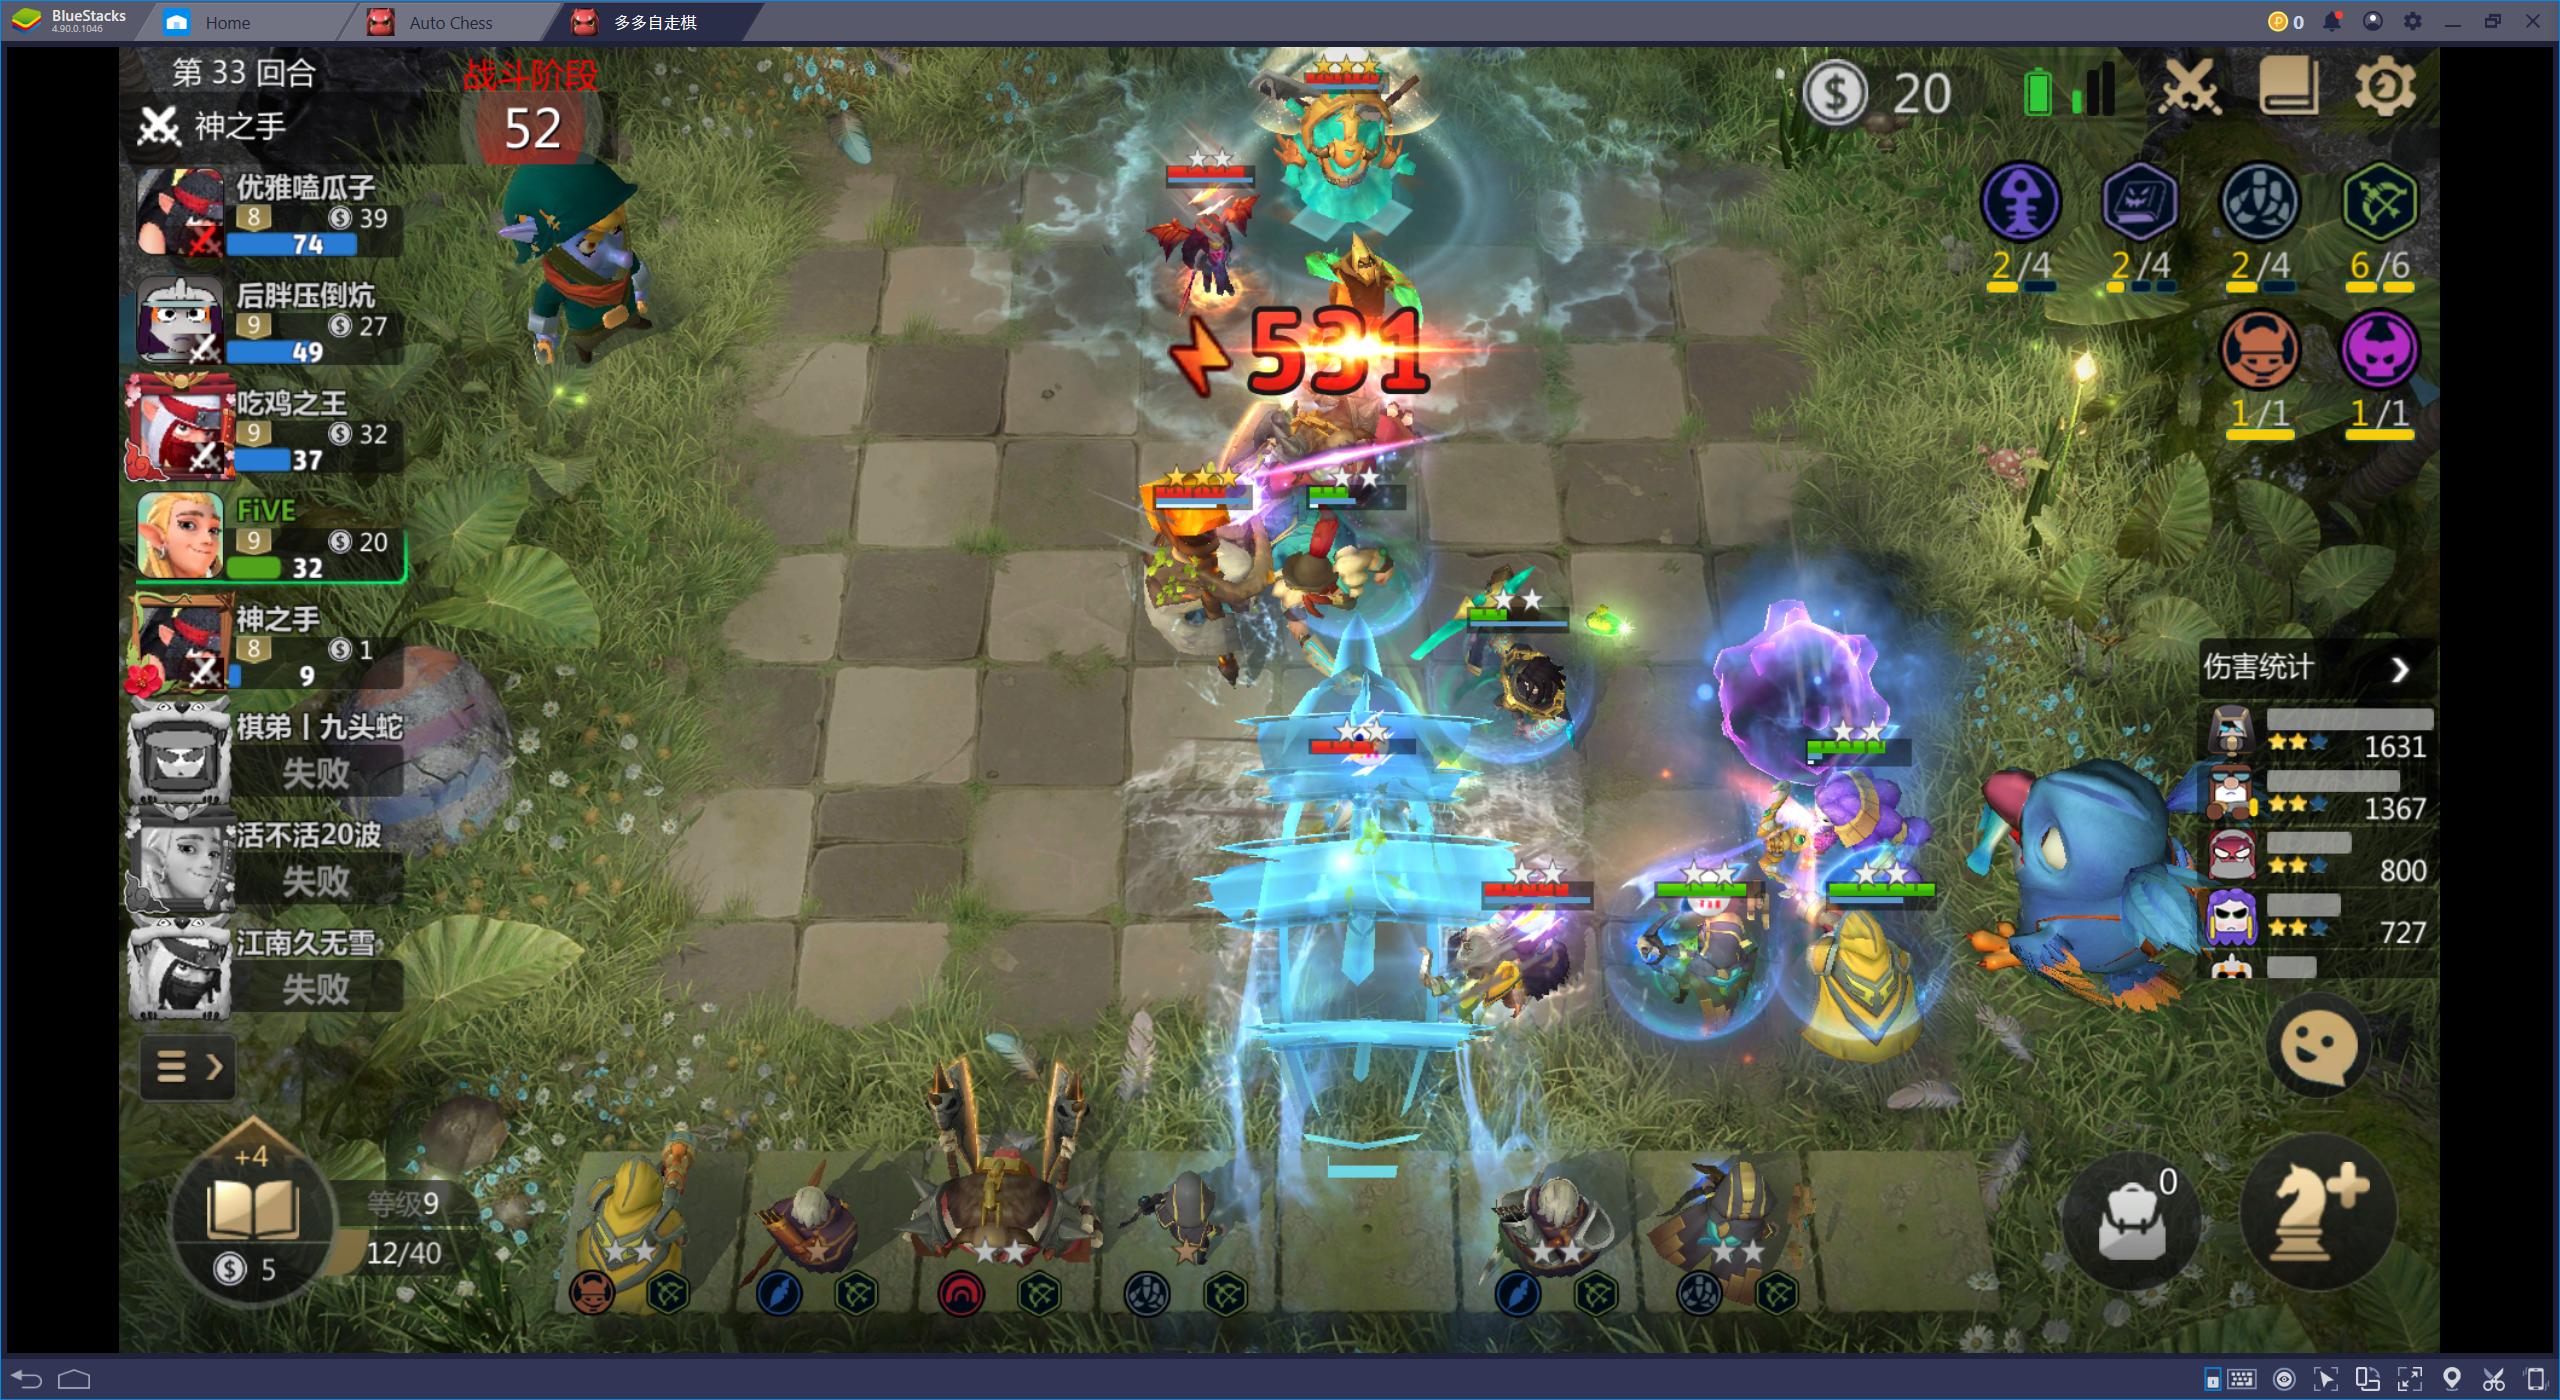 BlueStacks
4.90.0.1046
Home
Auto Chess
多多自走棋
0
第 33 回合
战斗阶段
神之手
52
20
优雅嗑瓜子
8
39
74
后胖压倒炕
9
27
49
吃鸡之王
9
32
37
FiVE
9
20
32
神之手
8
1
9
棋弟丨九头蛇
失败
活不活20波
失败
江南久无雪
失败
2/4
2/4
2/4
6/6
1/1
1/1
531
伤害统计
1631
1367
800
727
+4
5
等级9
12/40
0